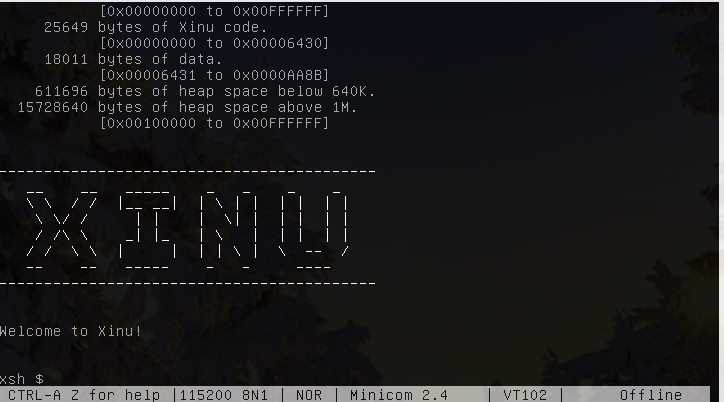 [0x00000000 to 0x00FFFFFF]
25649 bytes of Xinu code.
[0x00000000 to 0x00006430]
18011 bytes of data.
[0x00006431 to 0x0000AA8B]
611696 bytes of heap space below 640K.
15728640 bytes of heap space above 1M.
[0x00100000 to 0x00FFFFFF]
XINU
Welcome to Xinu!
xsh $
CTRL-A Z for help |115200 8N1 | NOR | Minicom 2.4 | VT102 | Offline